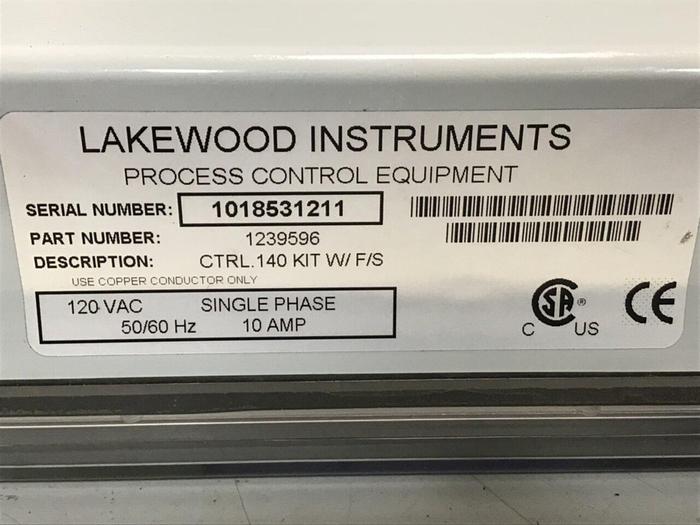 LAKEWOOD INSTRUMENTS
PROCESS CONTROL EQUIPMENT
SERIAL NUMBER: 1018531211
PART NUMBER: 1239596
DESCRIPTION: CTRL.140 KIT W/ F/S
USE COPPER CONDUCTOR ONLY
120 VAC SINGLE PHASE
50/60 Hz 10 AMP
C SA ® US CE